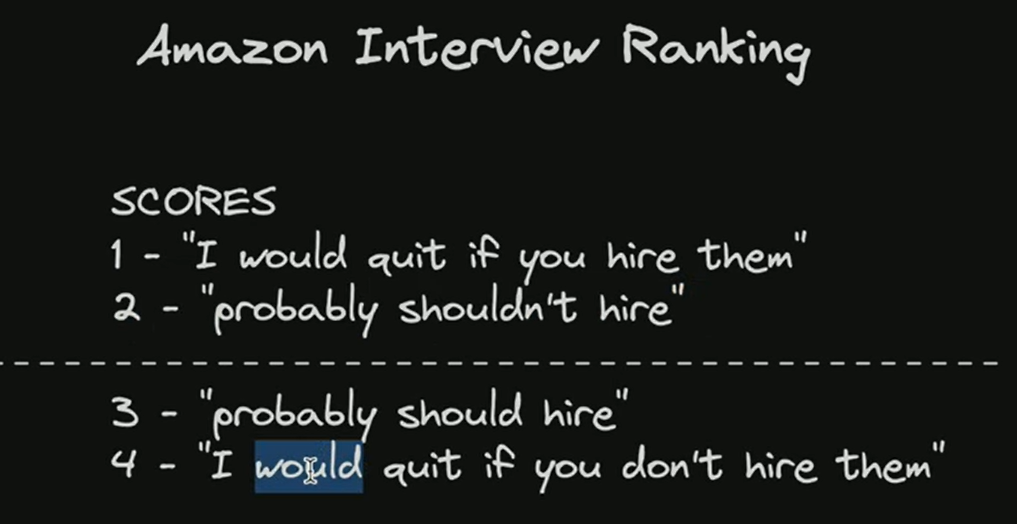 Amazon Interview Ranking
SCORES
1 - "I would quit if you hire them"
2 - "probably shouldn't hire"
3 - "probably should hire"
4 - "I would quit if you don't hire them"